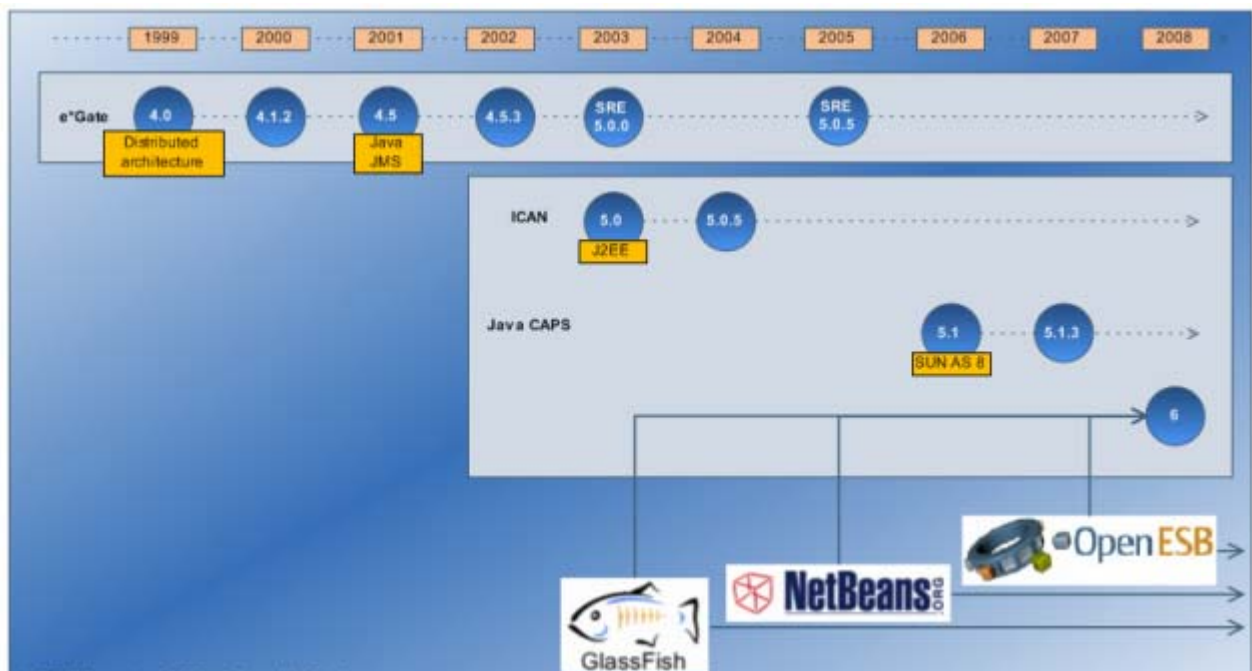 1999 2000 2001 2002 2003 2004 2005 2006 2007 2008
e*Gate 4.0 4.1.2 4.5 4.5.3 SRE 5.0.0 SRE 5.0.5
Distributed architecture
Java JMS
ICAN 5.0 5.0.5
J2EE
Java CAPS 5.1 5.1.3
SUN AS 8
6
OpenESB
NetBeans.ORG
GlassFish